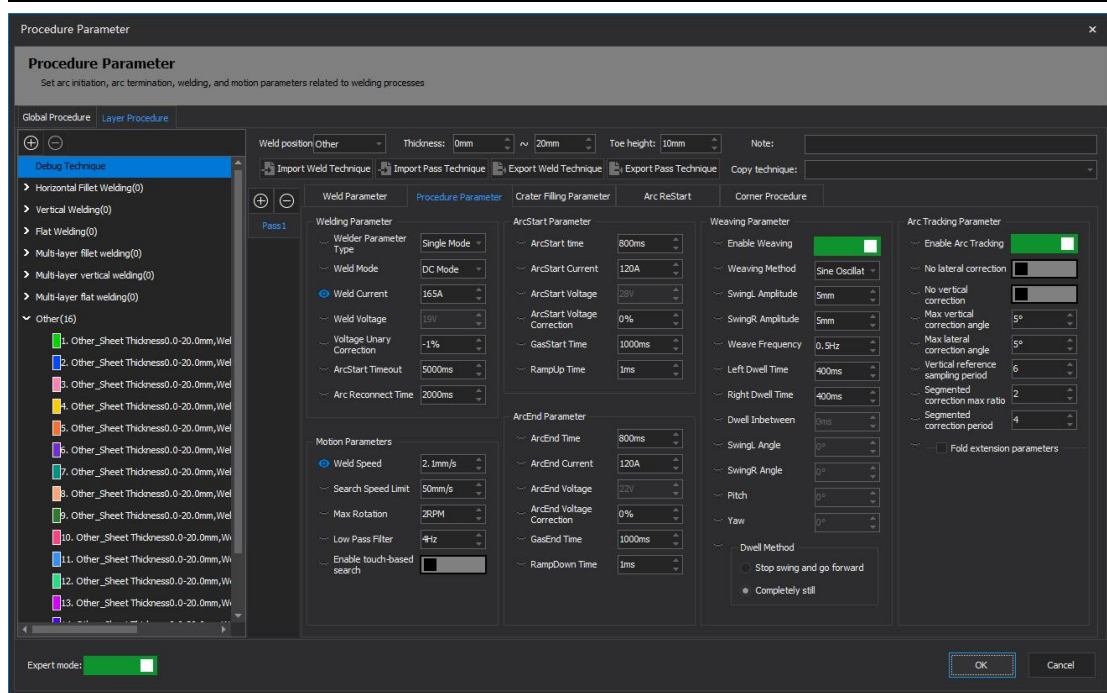 Procedure Parameter
Procedure Parameter
Set arc initiation, arc termination, welding, and motion parameters related to welding processes
Global Procedure Layer Procedure
Weld position Other Thickness: 0mm ~ 20mm Toe height: 10mm Note:
Import Weld Technique Import Pass Technique Export Weld Technique Export Pass Technique Copy technique:
Debug Technique
Horizontal Fillet Welding(0)
Vertical Welding(0)
Flat Welding(0)
Multi-layer fillet welding(0)
Multi-layer vertical welding(0)
Multi-layer flat welding(0)
Other(16)
1. Other_Sheet Thickness0.0-20.0mm,Wel
2. Other_Sheet Thickness0.0-20.0mm,Wel
3. Other_Sheet Thickness0.0-20.0mm,Wel
4. Other_Sheet Thickness0.0-20.0mm,Wel
5. Other_Sheet Thickness0.0-20.0mm,Wel
6. Other_Sheet Thickness0.0-20.0mm,Wel
7. Other_Sheet Thickness0.0-20.0mm,Wel
8. Other_Sheet Thickness0.0-20.0mm,Wel
9. Other_Sheet Thickness0.0-20.0mm,Wel
10. Other_Sheet Thickness0.0-20.0mm,W
11. Other_Sheet Thickness0.0-20.0mm,W
12. Other_Sheet Thickness0.0-20.0mm,W
13. Other_Sheet Thickness0.0-20.0mm,W
Pass1
Weld Parameter Procedure Parameter Crater Filling Parameter Arc ReStart Corner Procedure
Welding Parameter
Welder Parameter
Type Single Mode
Weld Mode DC Mode
Weld Current 165A
Weld Voltage 19V
Voltage Unary
Correction -1%
ArcStart Timeout 5000ms
Arc Reconnect Time 2000ms
Motion Parameters
Weld Speed 2.1mm/s
Search Speed Limit 50mm/s
Max Rotation 2RPM
Low Pass Filter 4Hz
Enable touch-based
search
ArcStart Parameter
ArcStart time 800ms
ArcStart Current 120A
ArcStart Voltage 28V
ArcStart Voltage
Correction 0%
GasStart Time 1000ms
RampUp Time 1ms
ArcEnd Parameter
ArcEnd Time 800ms
ArcEnd Current 120A
ArcEnd Voltage 22V
ArcEnd Voltage
Correction 0%
GasEnd Time 1000ms
RampDown Time 1ms
Weaving Parameter
Enable Weaving
Weaving Method Sine Oscillat
SwingL Amplitude 5mm
SwingR Amplitude 5mm
Weave Frequency 0.5Hz
Left Dwell Time 400ms
Right Dwell Time 400ms
Dwell Inbetween 0ms
SwingL Angle 0°
SwingR Angle 0°
Pitch 0°
Yaw 0°
Dwell Method
Stop swing and go forward
Completely still
Arc Tracking Parameter
Enable Arc Tracking
No lateral correction
No vertical
correction
Max vertical
correction angle 5°
Max lateral
correction angle 5°
Vertical reference
sampling period 6
Segmented
correction max ratio 2
Segmented
correction period 4
Fold extension parameters
Expert mode:
OK Cancel